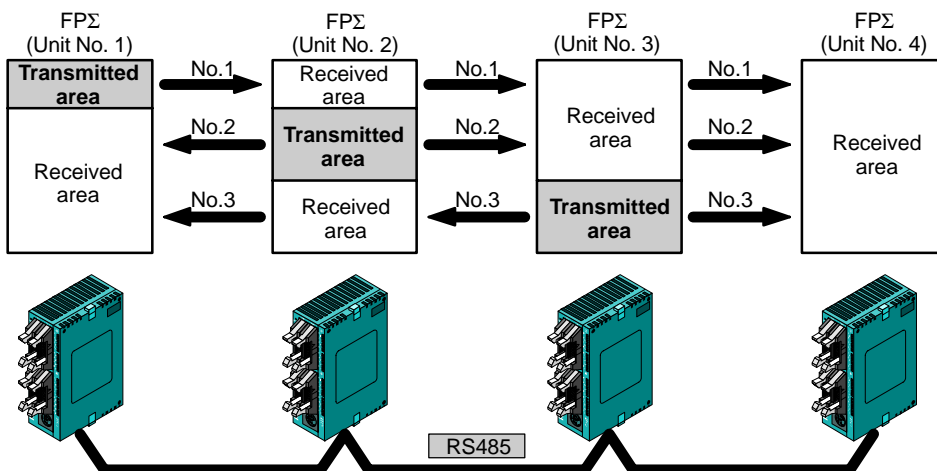 FPΣ
(Unit No. 1)
FPΣ
(Unit No. 2)
FPΣ
(Unit No. 3)
FPΣ
(Unit No. 4)
Transmitted
area
Received
area
No.1
No.2
No.3
Received
area
Transmitted
area
Received
area
No.1
No.2
No.3
Received
area
Transmitted
area
No.1
No.2
No.3
Received
area
RS485